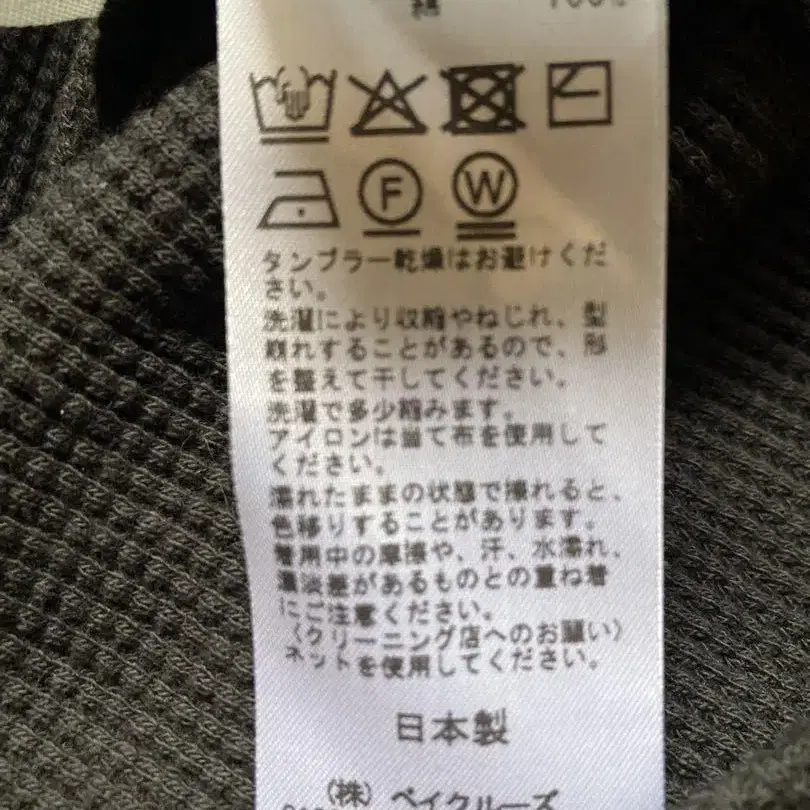 綿 100%
F W
タンブラー乾燥はお避けくだ
さい。
洗濯により収縮やねじれ、型
崩れすることがあるので、形
を整えて干してください。
洗濯で多少縮みます。
アイロンは当て布を使用して
ください。
濡れたままの状態で擦れると、
色移りすることがあります。
着用中の摩擦や、汗、水濡れ、
濃淡差があるものとの重ね着
にご注意ください。
〈クリーニング店へのお願い〉
ネットを使用してください。
日本製
(株) ベイクルーズ